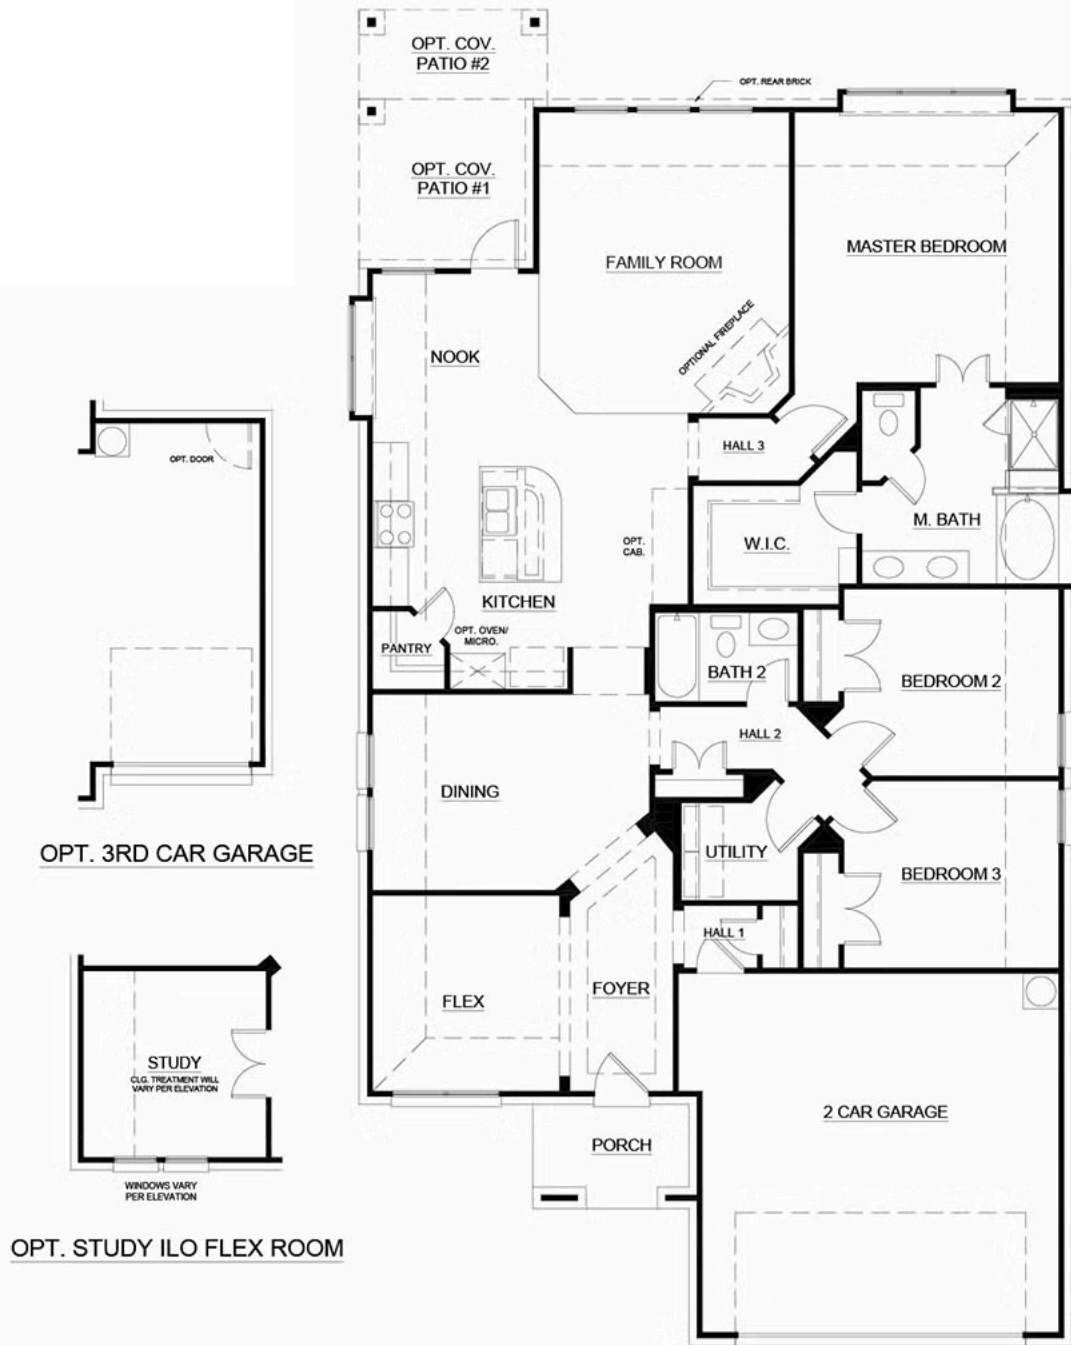 OPT. COV.
PATIO #2
OPT. REAR BRICK
OPT. COV.
PATIO #1
FAMILY ROOM
MASTER BEDROOM
OPTIONAL FIREPLACE
NOOK
HALL 3
OPT. DOOR
M. BATH
W.I.C.
OPT.
CAB.
KITCHEN
OPT. OVEN/
MICRO.
PANTRY
BATH 2
BEDROOM 2
HALL 2
DINING
OPT. 3RD CAR GARAGE
UTILITY
BEDROOM 3
HALL 1
FLEX
FOYER
STUDY
CLG. TREATMENT WILL
VARY PER ELEVATION
2 CAR GARAGE
PORCH
WINDOWS VARY
PER ELEVATION
OPT. STUDY ILO FLEX ROOM